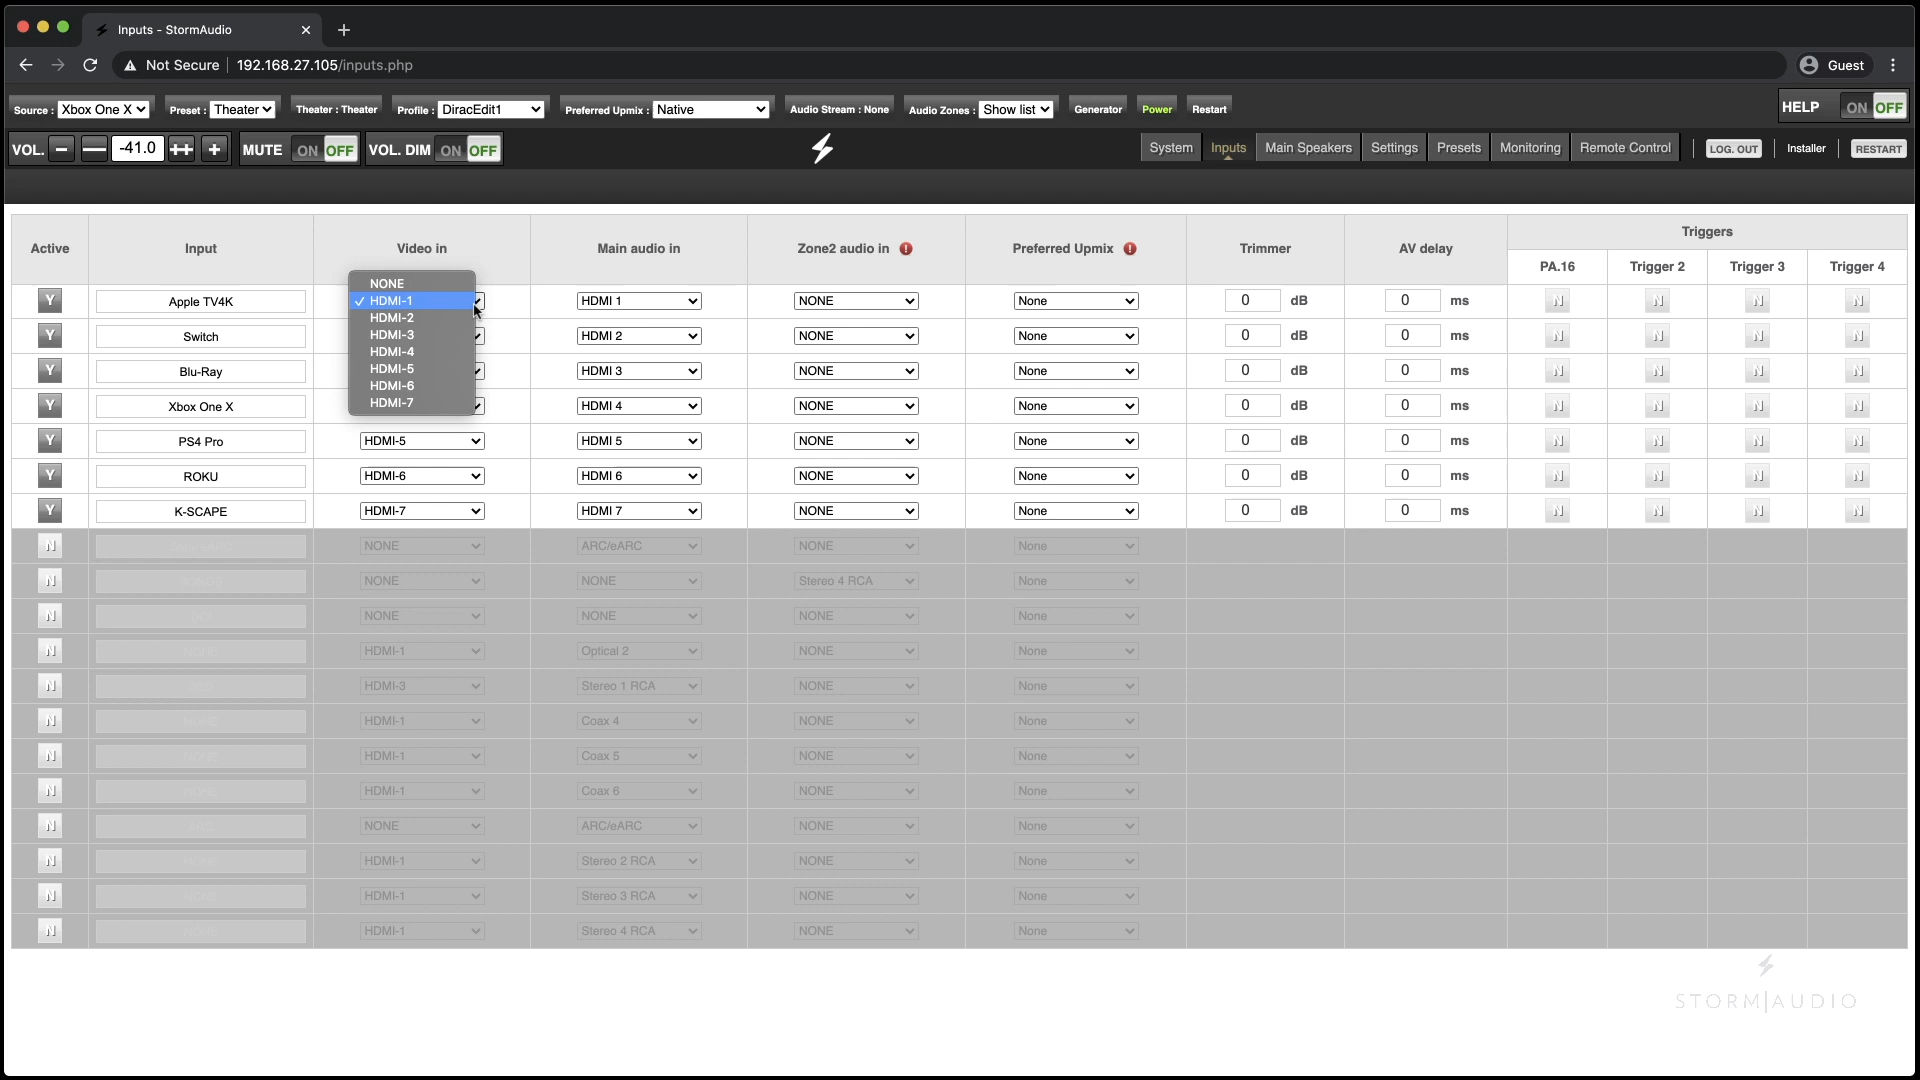 Inputs - StormAudio
Not Secure 192.168.27.105/inputs.php Guest
Source : Xbox One X Preset : Theater Theater : Theater Profile : DiracEdit1 Preferred Upmix : Native Audio Stream : None Audio Zones : Show list Generator Power Restart HELP ON OFF
VOL. -41.0 MUTE ON OFF VOL. DIM ON OFF System Inputs Main Speakers Settings Presets Monitoring Remote Control LOG. OUT Installer RESTART
Active Input Video in Main audio in Zone2 audio in Preferred Upmix Trimmer AV delay Triggers
PA.16 Trigger 2 Trigger 3 Trigger 4
NONE
HDMI-1
HDMI-2
HDMI-3
HDMI-4
HDMI-5
HDMI-6
HDMI-7
Y Apple TV4K HDMI 1 NONE None 0 dB 0 ms N N N N
Y Switch HDMI 2 NONE None 0 dB 0 ms N N N N
Y Blu-Ray HDMI 3 NONE None 0 dB 0 ms N N N N
Y Xbox One X HDMI 4 NONE None 0 dB 0 ms N N N N
Y PS4 Pro HDMI-5 HDMI 5 NONE None 0 dB 0 ms N N N N
Y ROKU HDMI-6 HDMI 6 NONE None 0 dB 0 ms N N N N
Y K-SCAPE HDMI-7 HDMI 7 NONE None 0 dB 0 ms N N N N
N NONE ARC/eARC NONE None
N NONE NONE Stereo 4 RCA None
N NONE NONE NONE None
N HDMI-1 Optical 2 NONE None
N HDMI-3 Stereo 1 RCA NONE None
N HDMI-1 Coax 4 NONE None
N HDMI-1 Coax 5 NONE None
N HDMI-1 Coax 6 NONE None
N NONE ARC/eARC NONE None
N HDMI-1 Stereo 2 RCA NONE None
N HDMI-1 Stereo 3 RCA NONE None
N HDMI-1 Stereo 4 RCA NONE None
STORM|AUDIO